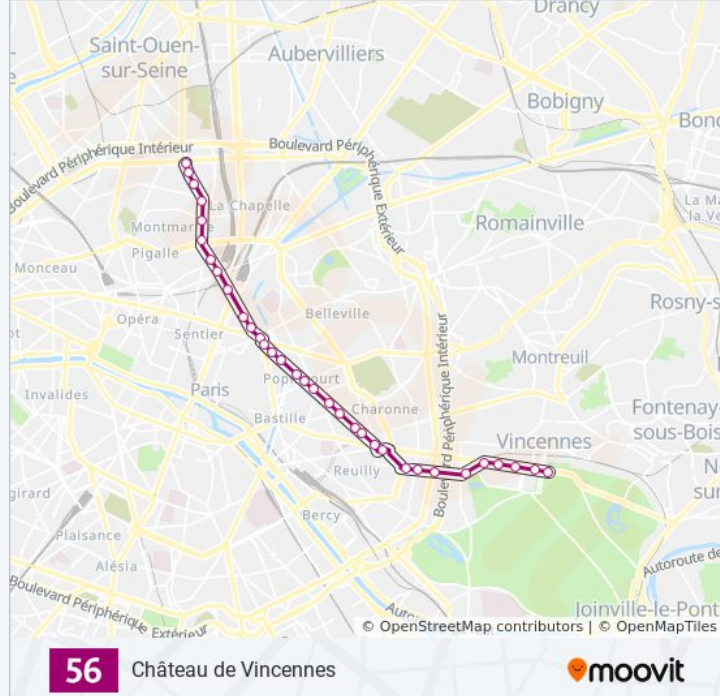 Drancy
Saint-Ouen-
sur-Seine
Aubervilliers
Bobigny
Bond
Boulevard Périphérique Intérieur
Boulevard Périphérique Extérieur
La Chapelle
Romainville
La Ma
la Ve
Montmartre
Pigalle
Monceau
Rosny-s
Opéra
Belleville
ot
Sentier
Boulevard Périphérique Intérieur
Montreuil
Invalides
Paris
Popincourt
Charonne
Fontenay-
sous-Bois
Bastille
Vincennes
Reuilly
N
sur
girard
Bercy
Plaisance
Alésia
Autoroute de
Boulevard Périphérique Extérieur
Auto
Joinville-le-Pont
© OpenStreetMap contributors | © OpenMapTiles
56 Château de Vincennes
moovit